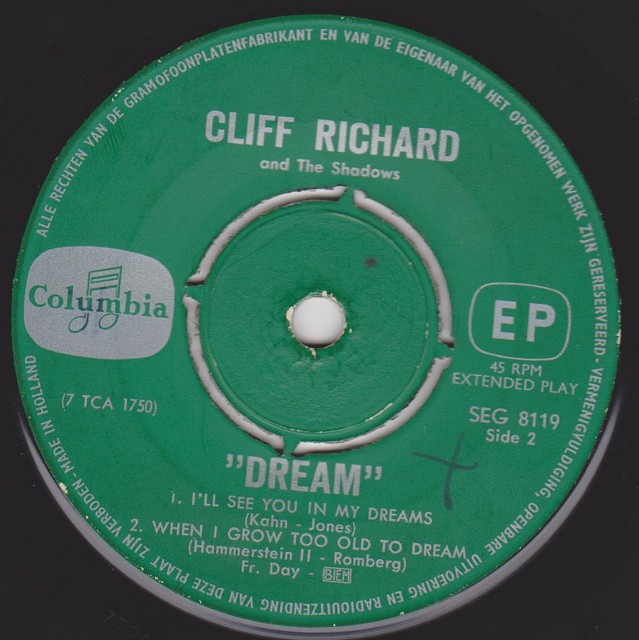 ALLE RECHTEN VAN DE GRAMOFOONPLATENFABRIKANT EN VAN DE EIGENAAR VAN HET OPGENOMEN WERK ZIJN GERESERVEERD - VERMENIGVULDIGING, OPENBARE UITVOERING EN RADIOUITZENDING VAN DEZE PLAAT ZIJN VERBODEN - MADE IN HOLLAND
CLIFF RICHARD
and The Shadows
Columbia
EP
45 RPM
EXTENDED PLAY
(7 TCA 1750)
SEG 8119
Side 2
"DREAM"
1. I'LL SEE YOU IN MY DREAMS
(Kahn - Jones)
2. WHEN I GROW TOO OLD TO DREAM
(Hammerstein II - Romberg)
Fr. Day - BIEM